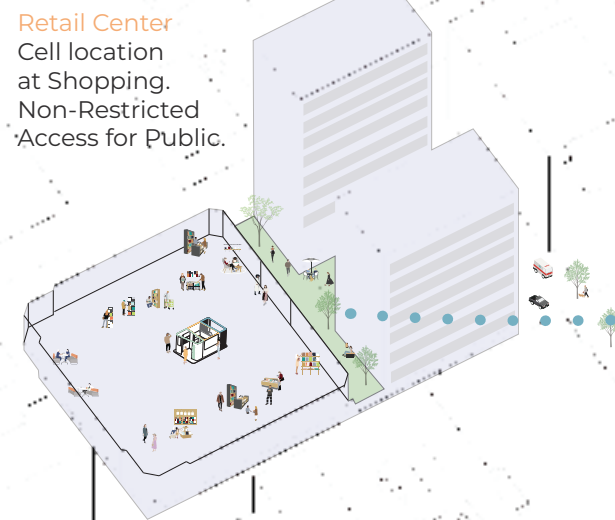 Retail Center
Cell location
at Shopping.
Non-Restricted
Access for Public.